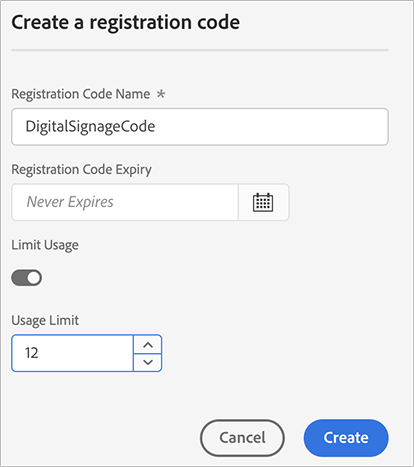 Create a registration code
Registration Code Name *
DigitalSignageCode
Registration Code Expiry
Never Expires
Limit Usage
Usage Limit
12
Cancel Create